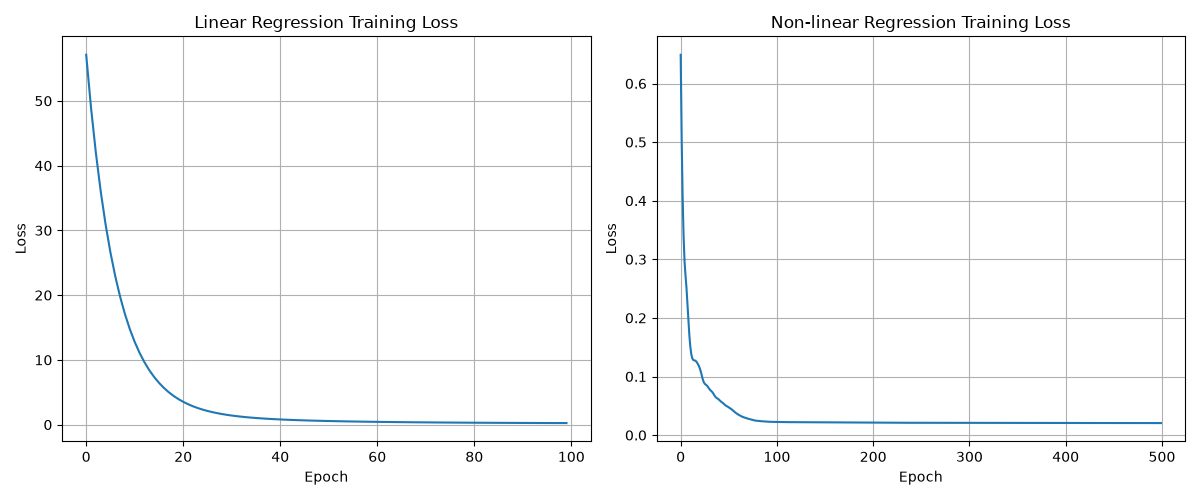 Linear Regression Training Loss
50
40
30
20
10
0
Loss
0 20 40 60 80 100
Epoch
Non-linear Regression Training Loss
0.6
0.5
0.4
0.3
0.2
0.1
0.0
Loss
0 100 200 300 400 500
Epoch